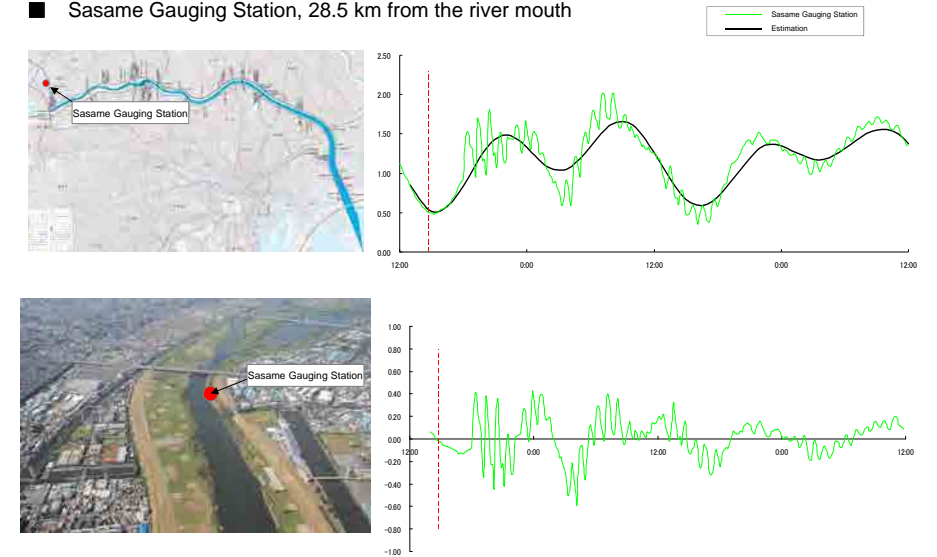 ■ Sasame Gauging Station, 28.5 km from the river mouth
Sasame Gauging Station
Estimation
Sasame Gauging Station
2.50
2.00
1.50
1.00
0.50
0.00
12:00 0:00 12:00 0:00 12:00
Sasame Gauging Station
1.00
0.80
0.60
0.40
0.20
0.00
12:00 0:00 12:00 0:00 12:00
-0.20
-0.40
-0.60
-0.80
-1.00